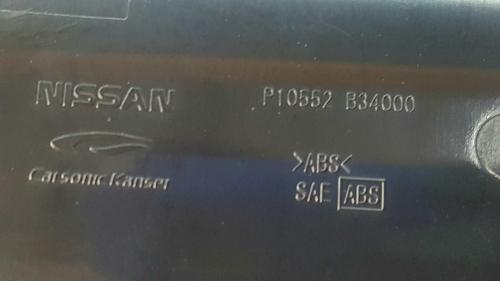 NISSAN
P10552 B34000
Calsonic Kansei
>ABS<
SAE ABS